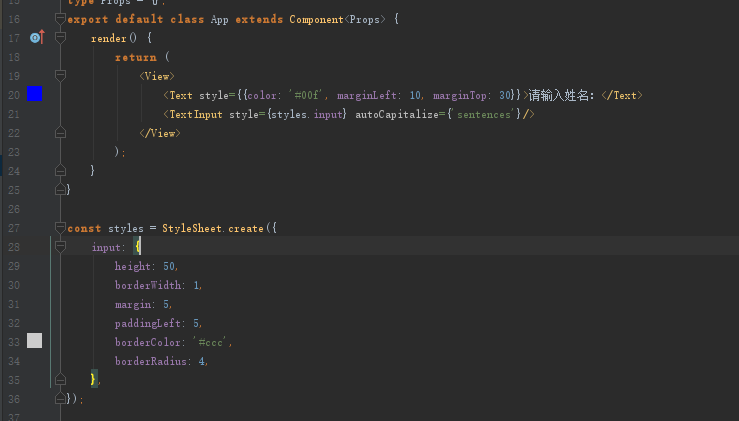 15 type Props = {};
16 export default class App extends Component<Props> {
17     render() {
18         return (
19             <View>
20                 <Text style={{color: '#00f', marginLeft: 10, marginTop: 30}}>请输入姓名：</Text>
21                 <TextInput style={styles.input} autoCapitalize={'sentences'}/>
22             </View>
23         );
24     }
25 }
26
27 const styles = StyleSheet.create({
28     input: {
29         height: 50,
30         borderWidth: 1,
31         margin: 5,
32         paddingLeft: 5,
33         borderColor: '#ccc',
34         borderRadius: 4,
35     },
36 });
37